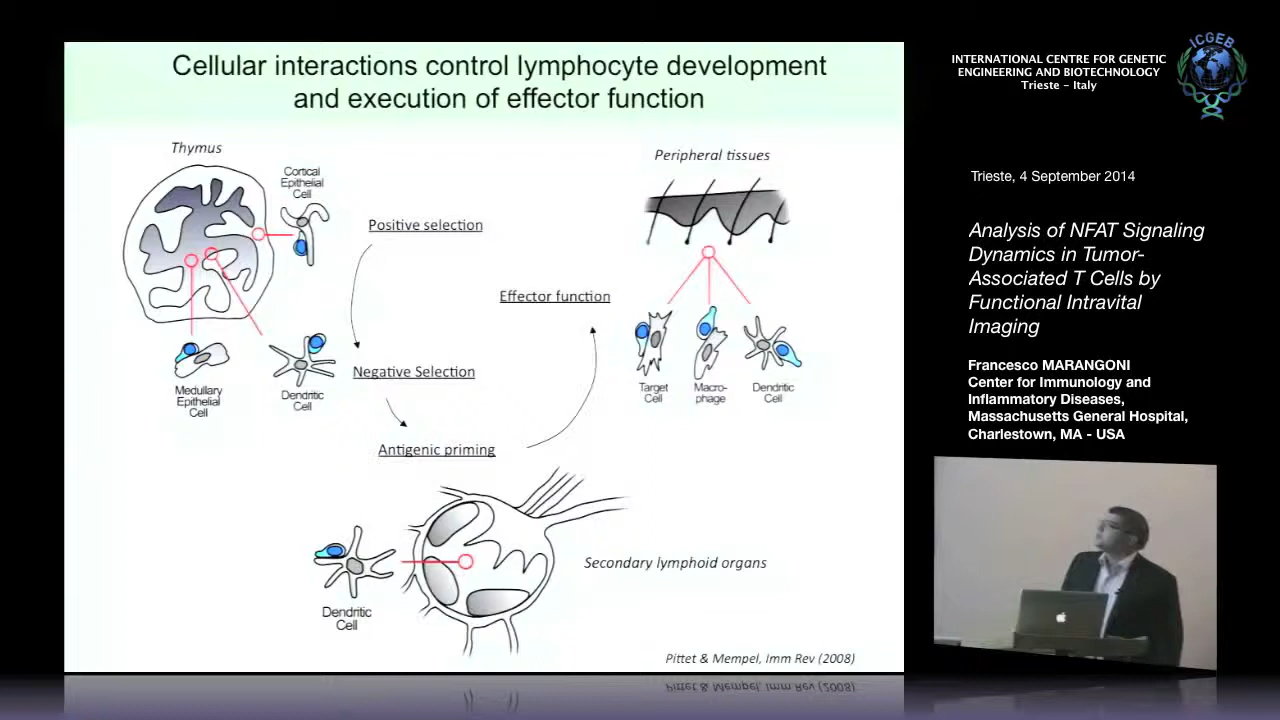 Cellular interactions control lymphocyte development
and execution of effector function
Thymus
Cortical
Epithelial
Cell
Positive selection
Peripheral tissues
Effector function
Negative Selection
Medullary
Epithelial
Cell
Dendritic
Cell
Target
Cell
Macro-
phage
Dendritic
Cell
Antigenic priming
Secondary lymphoid organs
Dendritic
Cell
Pittet & Mempel, Imm Rev (2008)
INTERNATIONAL CENTRE FOR GENETIC
ENGINEERING AND BIOTECHNOLOGY
Trieste - Italy
ICGEB
Trieste, 4 September 2014
Analysis of NFAT Signaling
Dynamics in Tumor-
Associated T Cells by
Functional Intravital
Imaging
Francesco MARANGONI
Center for Immunology and
Inflammatory Diseases,
Massachusetts General Hospital,
Charlestown, MA - USA